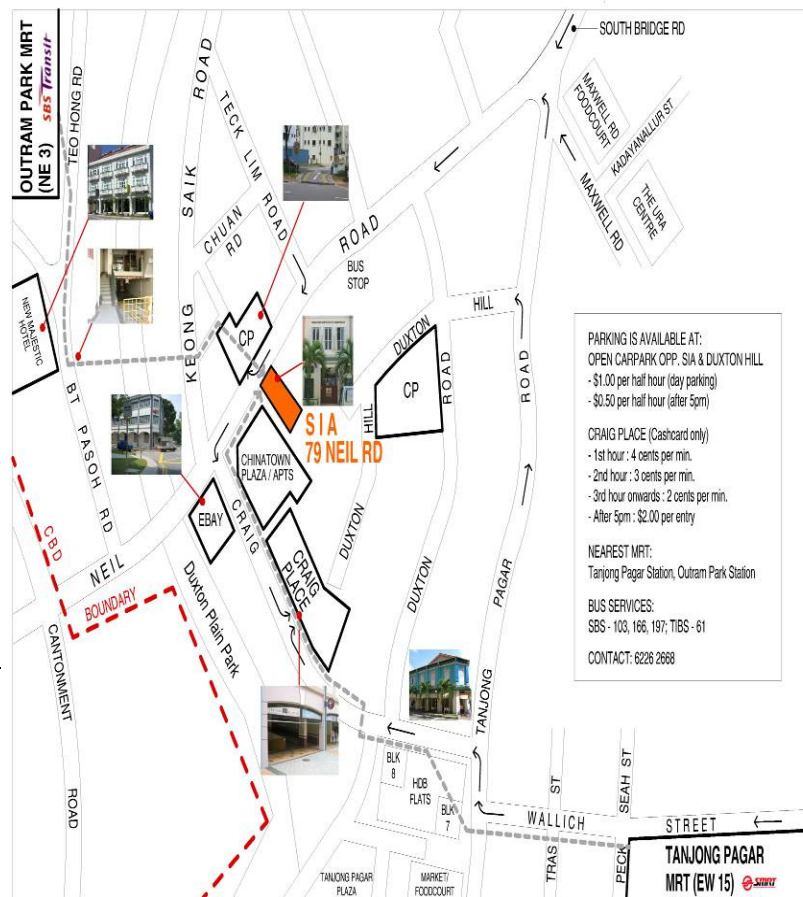 OUTRAM PARK MRT
(NE 3)
SBS Transit
TEO HONG RD
KEONG SAIK ROAD
TECK LIM ROAD
CHUAN
RD
SOUTH BRIDGE RD
MAXWELL RD
FOODCOURT
KADAYANALLUR ST
THE URA
CENTRE
MAXWELL RD
ROAD
BUS
STOP
NEW MAJESTIC
HOTEL
CP
DUXTON
HILL
CP
DUXTON HILL
DUXTON ROAD
SIA
79 NEIL RD
CHINATOWN
PLAZA / APTS
BT PASOH RD
EBAY
CRAIG
CRAIG
PLACE
NEIL
CBD
BOUNDARY
Duxton Plain Park
CANTONMENT
ROAD
TANJONG PAGAR ROAD
PARKING IS AVAILABLE AT:
OPEN CARPARK OPP. SIA & DUXTON HILL
- $1.00 per half hour (day parking)
- $0.50 per half hour (after 5pm)
CRAIG PLACE (Cashcard only)
- 1st hour : 4 cents per min.
- 2nd hour : 3 cents per min.
- 3rd hour onwards : 2 cents per min.
- After 5pm : $2.00 per entry
NEAREST MRT:
Tanjong Pagar Station, Outram Park Station
BUS SERVICES:
SBS - 103, 166, 197; TIBS - 61
CONTACT: 6226 2668
BLK
8
HDB
FLATS
BLK
7
TRAS ST
PECK SEAH ST
WALLICH STREET
TANJONG PAGAR
PLAZA
MARKET/
FOODCOURT
TANJONG PAGAR
MRT (EW 15) SMRT